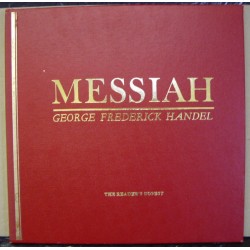 MESSIAH
GEORGE FREDERICK HANDEL
THE READER'S DIGEST